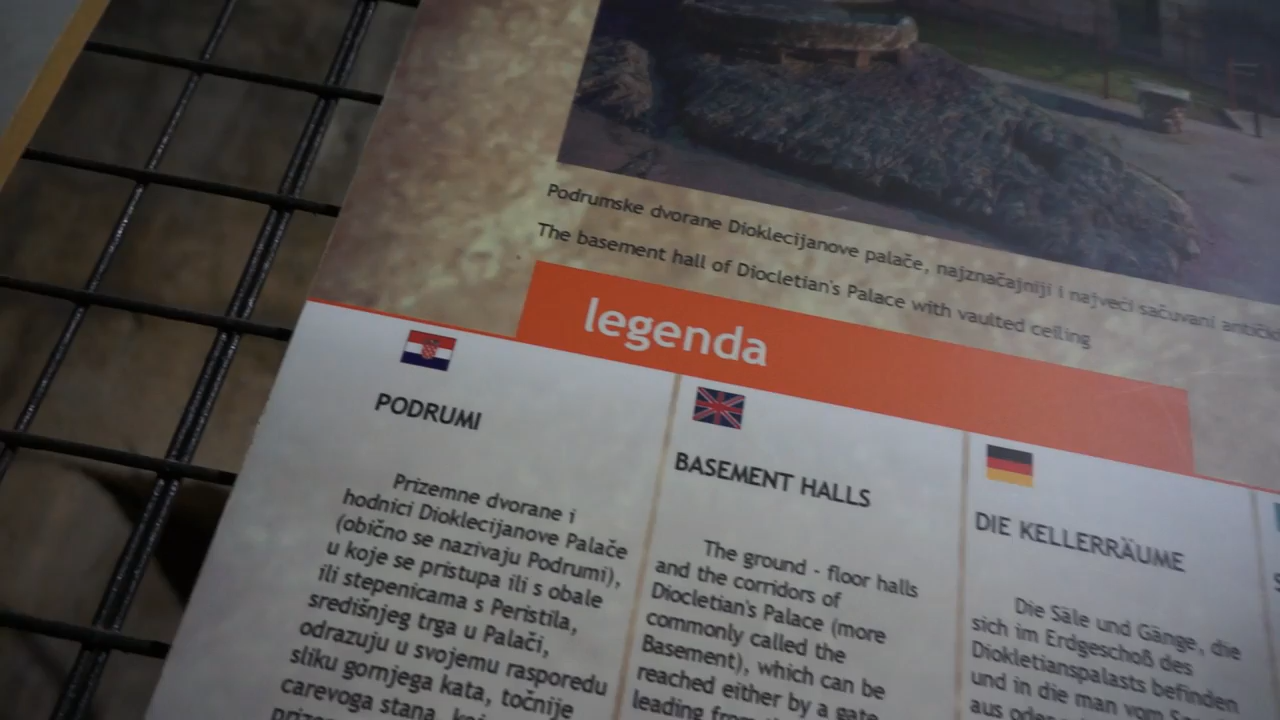 Podrumske dvorane Dioklecijanove palače, najznačajniji i najveći sačuvani
The basement hall of Diocletian's Palace with vaulted ceiling
legenda
PODRUMI
Prizemne dvorane i
hodnici Dioklecijanove Palače
(obično se nazivaju Podrumi),
u koje se pristupa ili s obale
ili stepenicama s Peristila,
središnjeg trga u Palači,
odrazuju u svojemu rasporedu
sliku gornjega kata, točnije
carevoga stana,
BASEMENT HALLS
The ground - floor halls
and the corridors of
Diocletian's Palace (more
commonly called the
Basement), which can be
reached either by a gate
leading
DIE KELLERRÄUME
Die Säle und Gänge, die
sich im Erdgeschoß des
Diokletianspalasts befinden
und in die man vom
aus